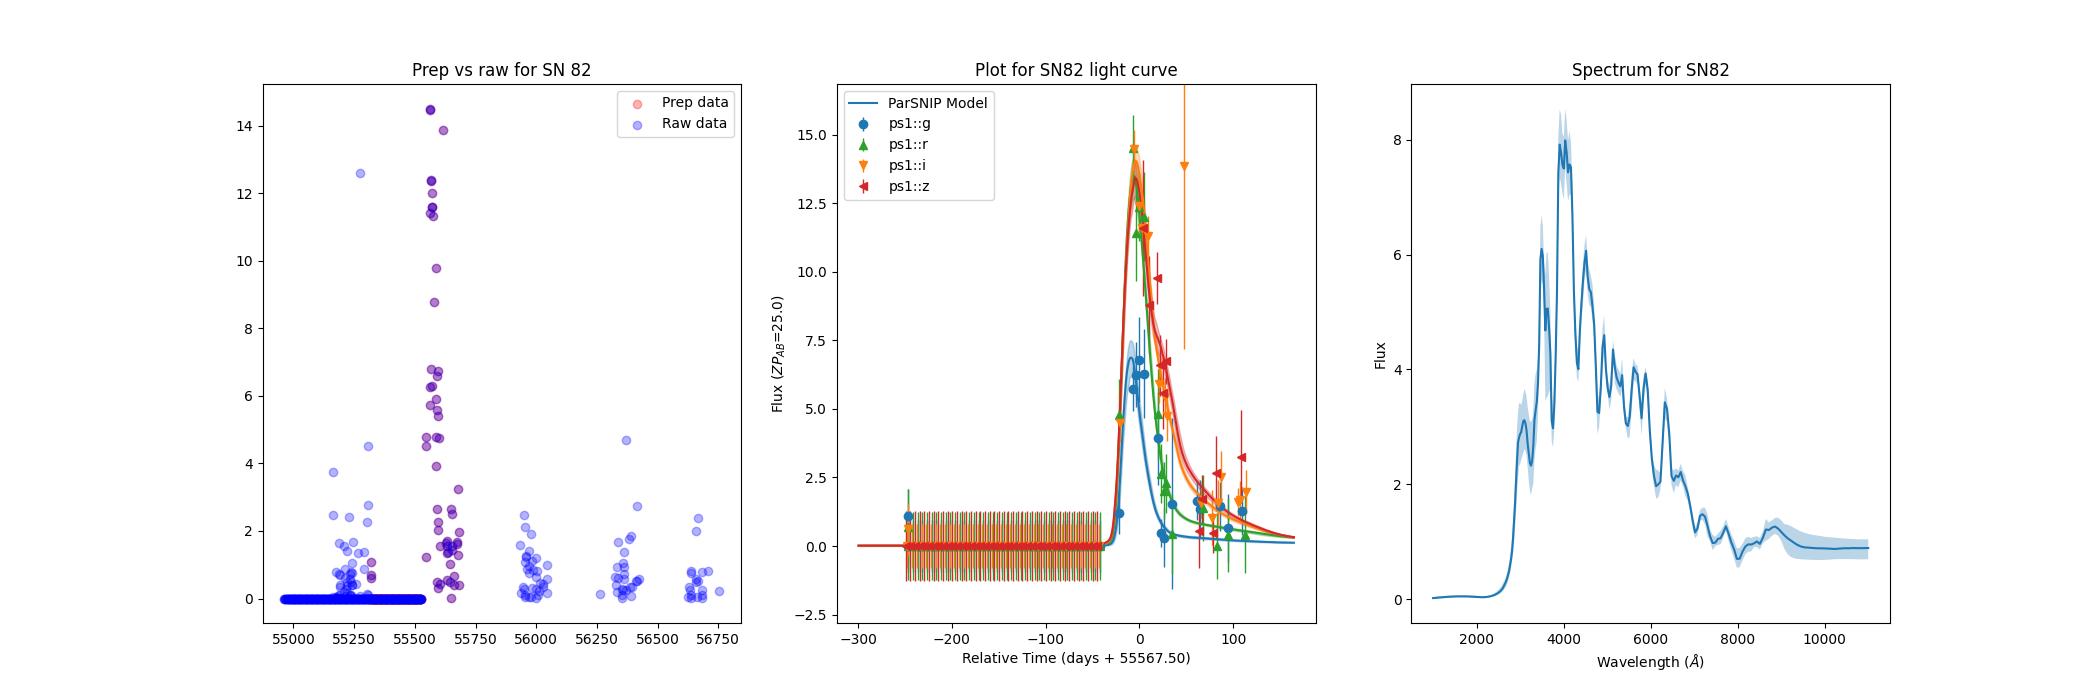 Prep vs raw for SN 82
Prep data
Raw data
14
12
10
8
6
4
2
0
55000
55250
55500
55750
56000
56250
56500
56750
Plot for SN82 light curve
ParSNIP Model
ps1::g
ps1::r
ps1::i
ps1::z
Flux (ZP_AB=25.0)
15.0
12.5
10.0
7.5
5.0
2.5
0.0
−2.5
−300
−200
−100
0
100
Relative Time (days + 55567.50)
Spectrum for SN82
Flux
8
6
4
2
0
2000
4000
6000
8000
10000
Wavelength (Å)